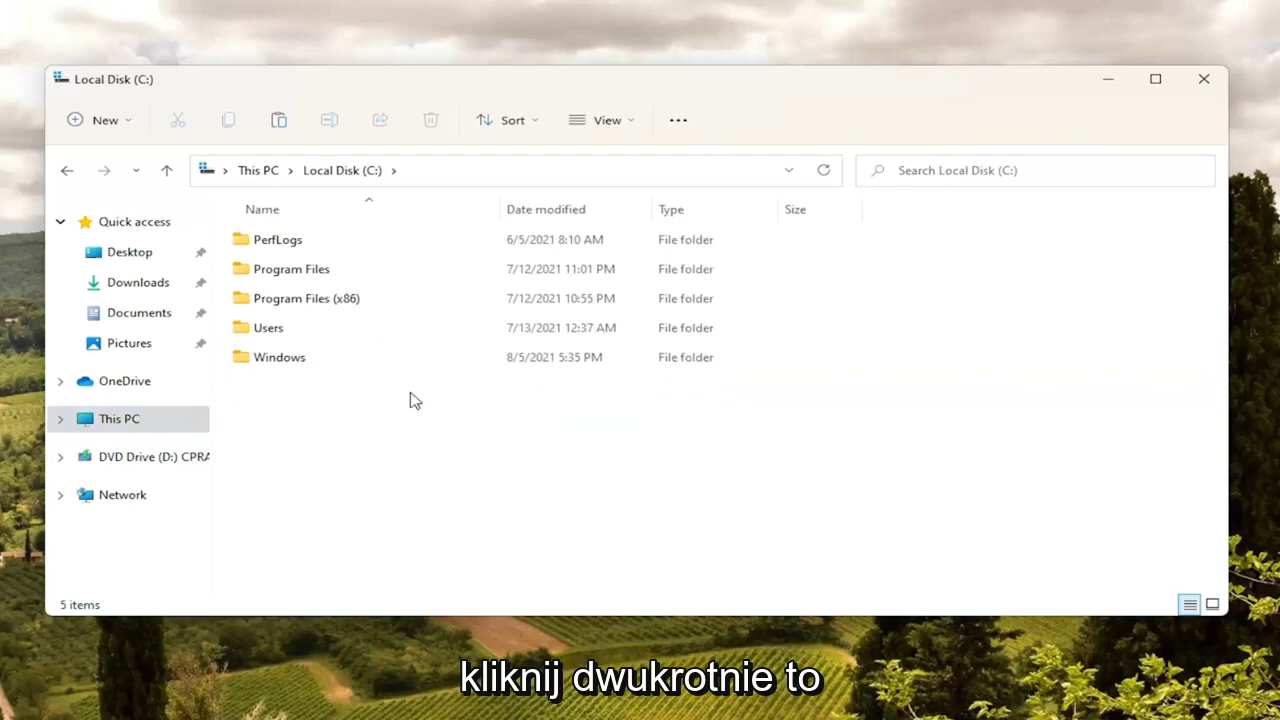 Local Disk (C:)
New Sort View
This PC Local Disk (C:) Search Local Disk (C:)
Name Date modified Type Size
Quick access
Desktop
Downloads
Documents
Pictures
OneDrive
This PC
DVD Drive (D:) CPRA
Network
PerfLogs 6/5/2021 8:10 AM File folder
Program Files 7/12/2021 11:01 PM File folder
Program Files (x86) 7/12/2021 10:55 PM File folder
Users 7/13/2021 12:37 AM File folder
Windows 8/5/2021 5:35 PM File folder
5 items
kliknij dwukrotnie to